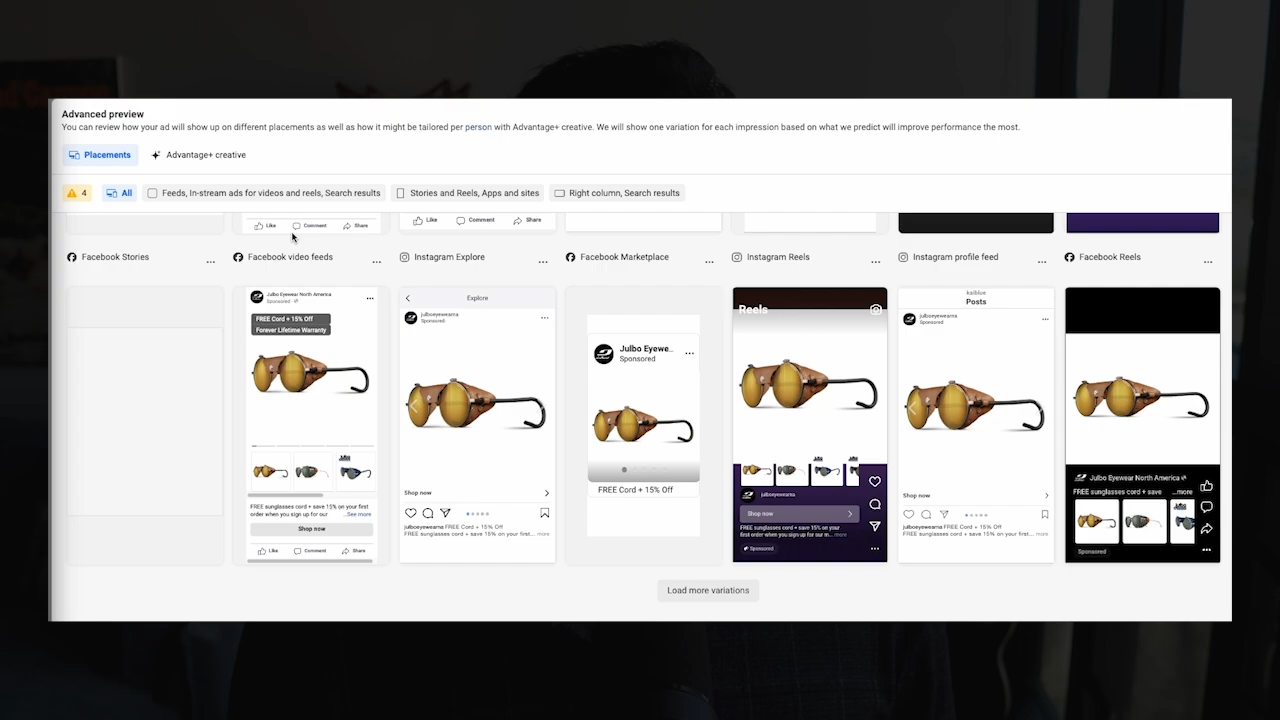 Advanced preview
You can review how your ad will show up on different placements as well as how it might be tailored per person with Advantage+ creative. We will show one variation for each impression based on what we predict will improve performance the most.
Placements
Advantage+ creative
4
All
Feeds, In-stream ads for videos and reels, Search results
Stories and Reels, Apps and sites
Right column, Search results
Like Comment Share
Like Comment Share
Facebook Stories
Facebook video feeds
Instagram Explore
Facebook Marketplace
Instagram Reels
Instagram profile feed
Facebook Reels
Julbo Eyewear North America
Sponsored
FREE Cord + 15% Off
Forever Lifetime Warranty
FREE sunglasses cord + save 15% on your first
order when you sign up for our ...See more
Shop now
Like Comment Share
Explore
julboeyewearna
Sponsored
Shop now
julboeyewearna FREE Cord + 15% Off
FREE sunglasses cord + save 15% on your first... more
Julbo Eyewe...
Sponsored
FREE Cord + 15% Off
Reels
julboeyewearna
Shop now
FREE sunglasses cord + save 15% on your
first order when you sign up for our m... more
Sponsored
kaiblue
Posts
julboeyewearna
Sponsored
Shop now
julboeyewearna FREE Cord + 15% Off
FREE sunglasses cord + save 15% on your first... more
Julbo Eyewear North America
FREE sunglasses cord + save ...more
Sponsored
Load more variations